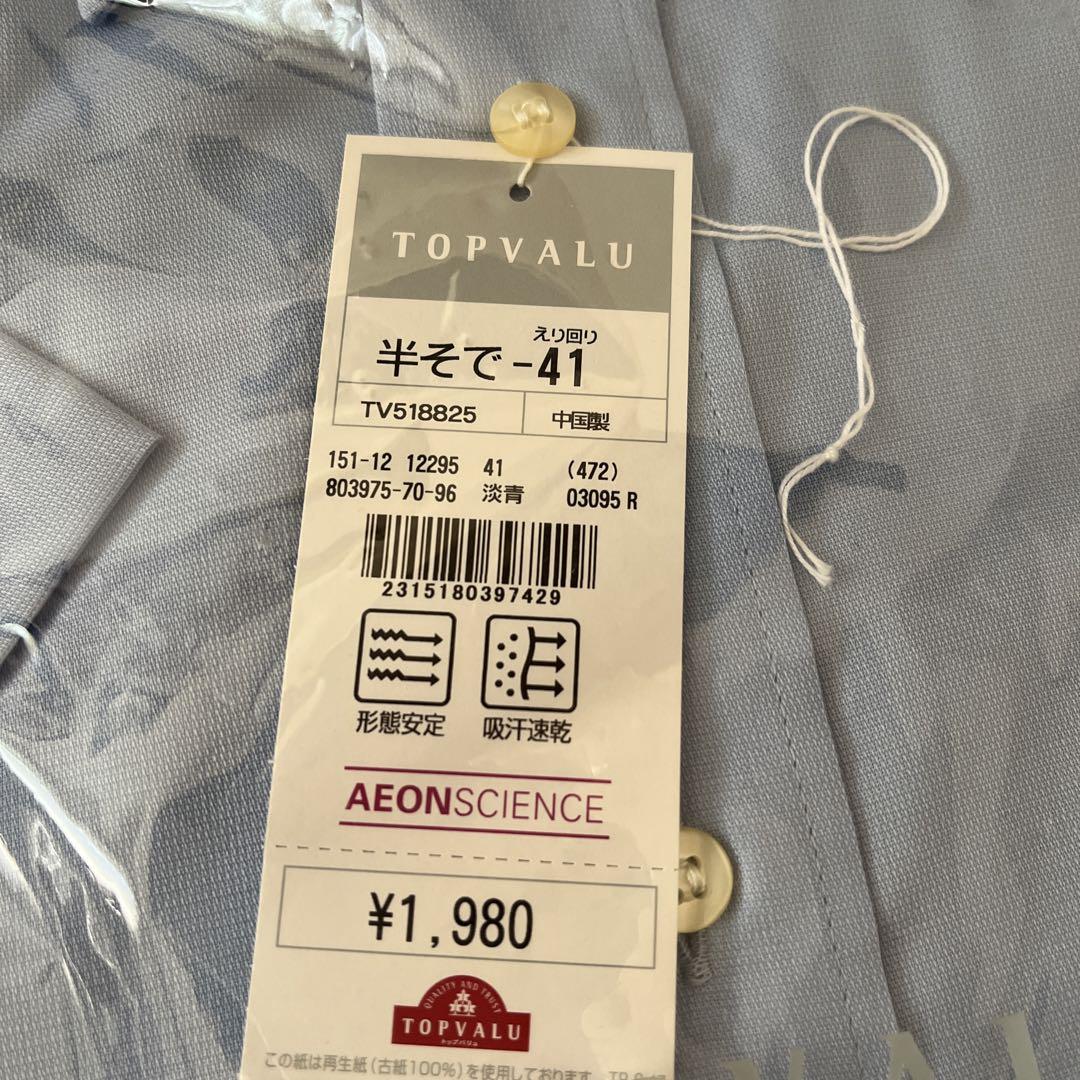 TOPVALU
えり回り
半そで-41
TV518825 中国製
151-12 12295 41 (472)
803975-70-96 淡青 03095 R
2315180397429
形態安定 吸汗速乾
AEONSCIENCE
¥1,980
QUALITY AND TRUST
TOPVALU
トップバリュ
この紙は再生紙(古紙100%)を使用しております